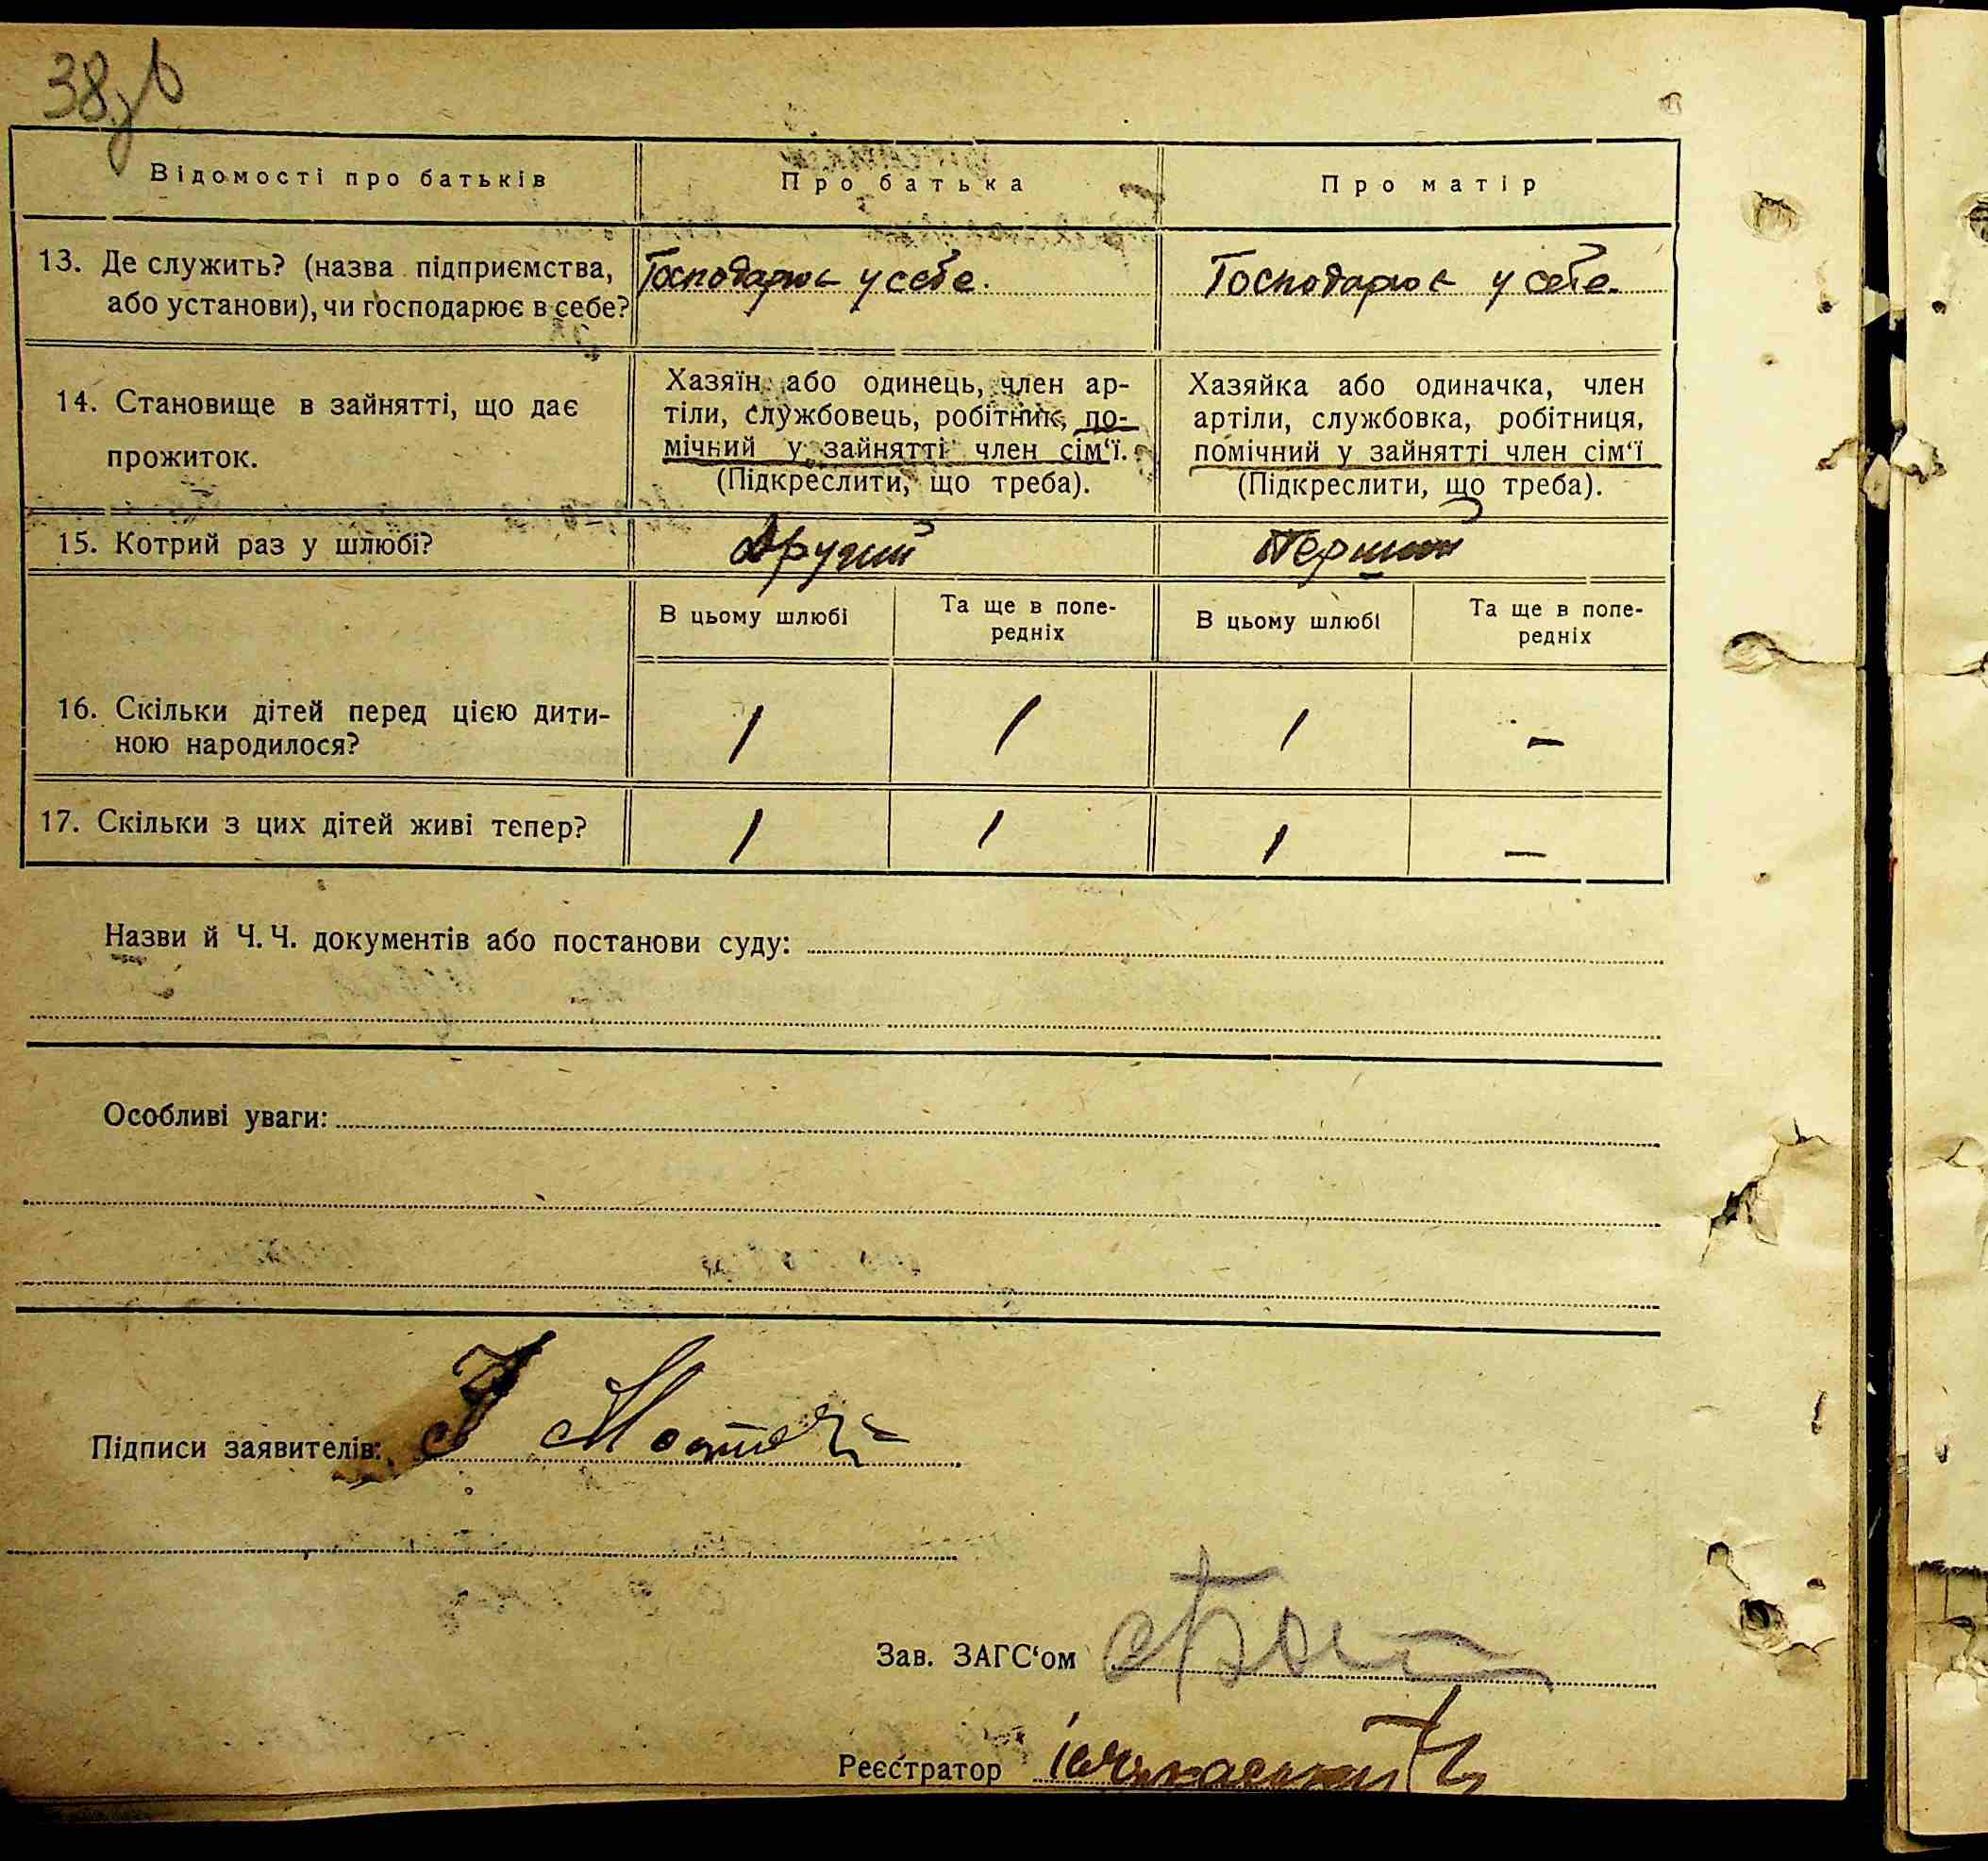 38 зв
Відомості про батьків
Про батька
Про матір
13. Де служить? (назва підприємства,
або установи), чи господарює в себе?
Господарює у себе.
Господарює у себе.
14. Становище в зайнятті, що дає
прожиток.
Хазяїн або одинець, член ар-
тіли, службовець, робітник, по-
мічний у зайнятті член сім‘ї.
(Підкреслити, що треба).
Хазяйка або одиначка, член
артіли, службовка, робітниця,
помічний у зайнятті член сім‘ї
(Підкреслити, що треба).
15. Котрий раз у шлюбі?
Другий
Перший
В цьому шлюбі
Та ще в попе-
редніх
В цьому шлюбі
Та ще в попе-
редніх
16. Скільки дітей перед цією дити-
ною народилося?
1 1 1 —
17. Скільки з цих дітей живі тепер?
1 1 1 —
Назви й Ч. Ч. документів або постанови суду:
Особливі уваги:
Підписи заявителів:
Зав. ЗАГС‘ом
Реєстратор